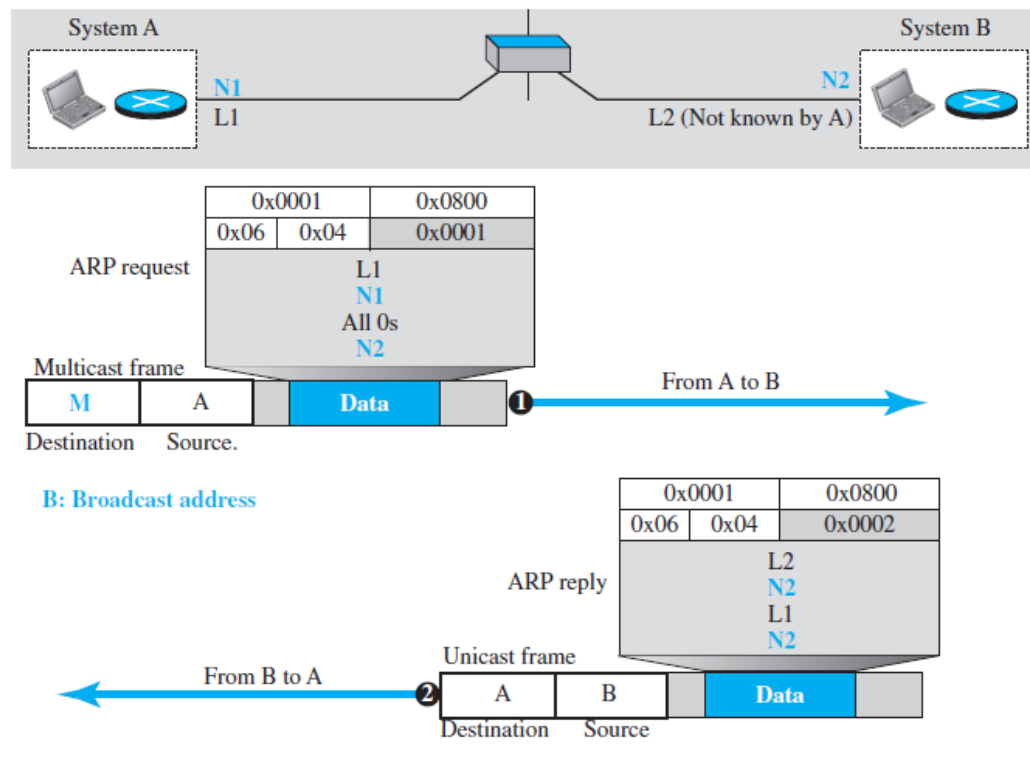 System A
System B
N1
N2
L1
L2 (Not known by A)
0x0001 0x0800
0x06 0x04 0x0001
ARP request
L1
N1
All 0s
N2
Multicast frame
M A Data
1
From A to B
Destination Source.
B: Broadcast address
0x0001 0x0800
0x06 0x04 0x0002
ARP reply
L2
N2
L1
N2
Unicast frame
From B to A
2
A B Data
Destination Source